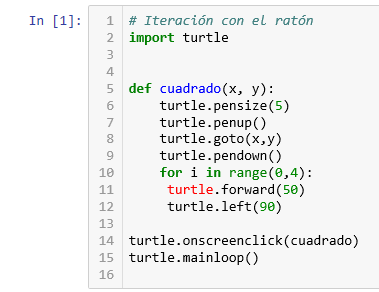 In [1]:
1 # Iteración con el ratón
2 import turtle
3
4
5 def cuadrado(x, y):
6     turtle.pensize(5)
7     turtle.penup()
8     turtle.goto(x,y)
9     turtle.pendown()
10     for i in range(0,4):
11      turtle.forward(50)
12      turtle.left(90)
13
14 turtle.onscreenclick(cuadrado)
15 turtle.mainloop()
16